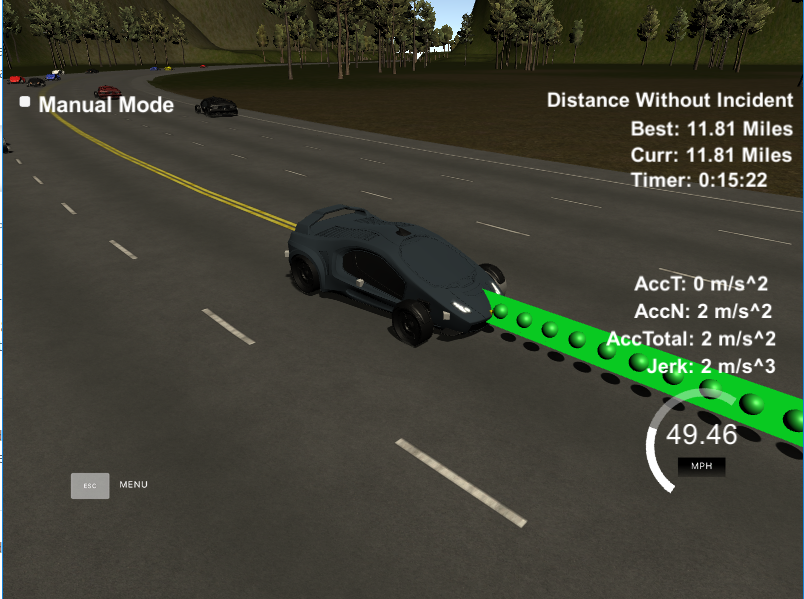 Manual Mode
Distance Without Incident
Best: 11.81 Miles
Curr: 11.81 Miles
Timer: 0:15:22
AccT: 0 m/s^2
AccN: 2 m/s^2
AccTotal: 2 m/s^2
Jerk: 2 m/s^3
49.46
MPH
ESC MENU